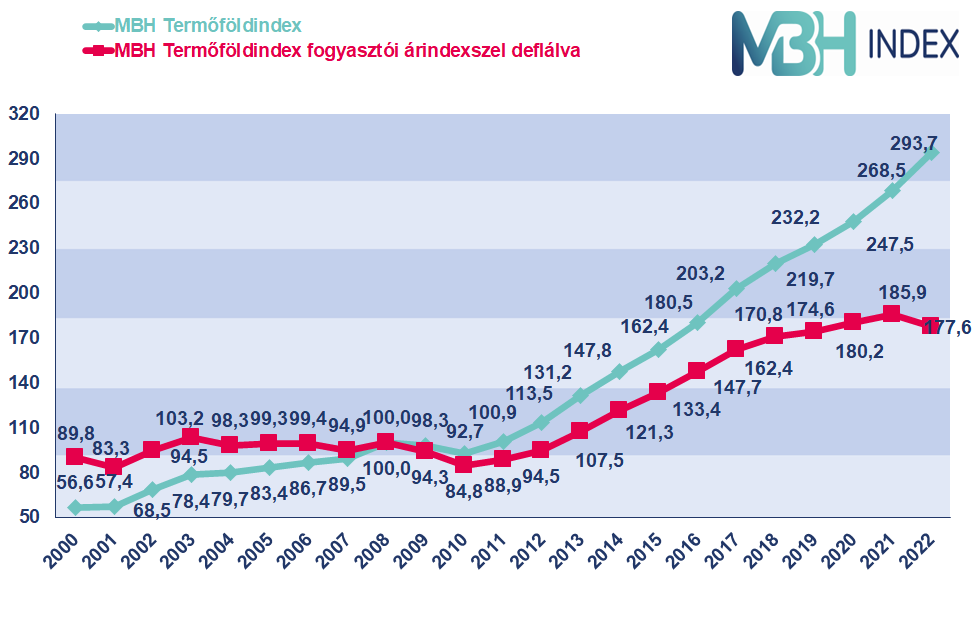 MBH Termőföldindex
MBH Termőföldindex fogyasztói árindexszel deflálva
MBH INDEX
320
290
260
230
200
170
140
110
80
50
56,6 57,4 68,5 78,4 79,7 83,4 86,7 89,5 100,0 98,3 92,7 100,9 113,5 131,2 147,8 162,4 180,5 203,2 219,7 232,2 247,5 268,5 293,7
89,8 83,3 94,5 103,2 98,3 99,3 99,4 94,9 100,0 94,3 84,8 88,9 94,5 107,5 121,3 133,4 147,7 162,4 170,8 174,6 180,2 185,9 177,6
2000 2001 2002 2003 2004 2005 2006 2007 2008 2009 2010 2011 2012 2013 2014 2015 2016 2017 2018 2019 2020 2021 2022